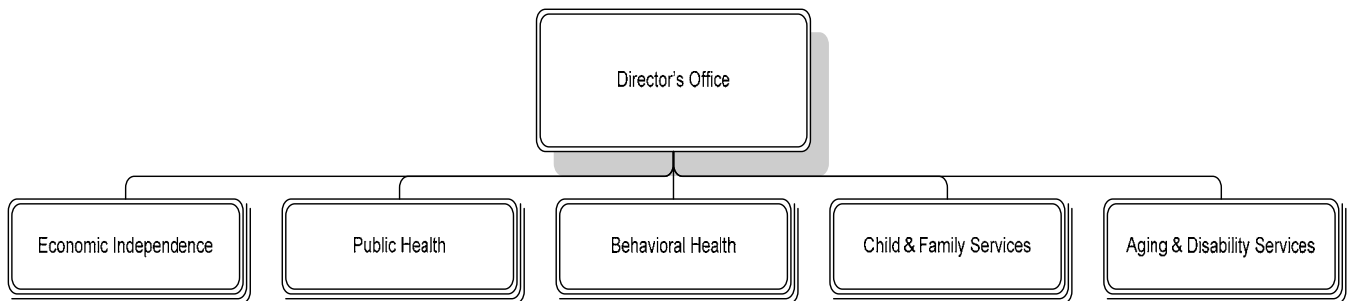 Director's Office
Economic Independence
Public Health
Behavioral Health
Child & Family Services
Aging & Disability Services